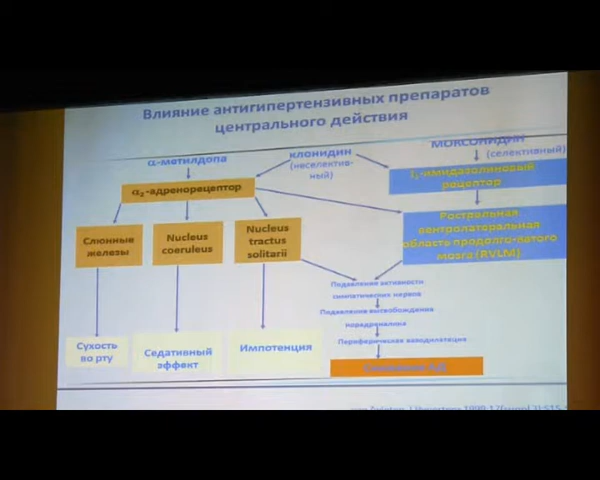 Влияние антигипертензивных препаратов
центрального действия
α-метилдопа
клонидин
(неселектив-
ный)
МОКСОНИДИН
(селективный)
α₂-адренорецептор
I₁-имидазолиновый
рецептор
Слюнные
железы
Nucleus
coeruleus
Nucleus
tractus
solitarii
Ростральная
вентролатеральная
область продолговатого
мозга (RVLM)
Подавление активности
симпатических нервов
Подавление высвобождения
норадреналина
Периферическая вазодилатация
Сухость
во рту
Седативный
эффект
Импотенция